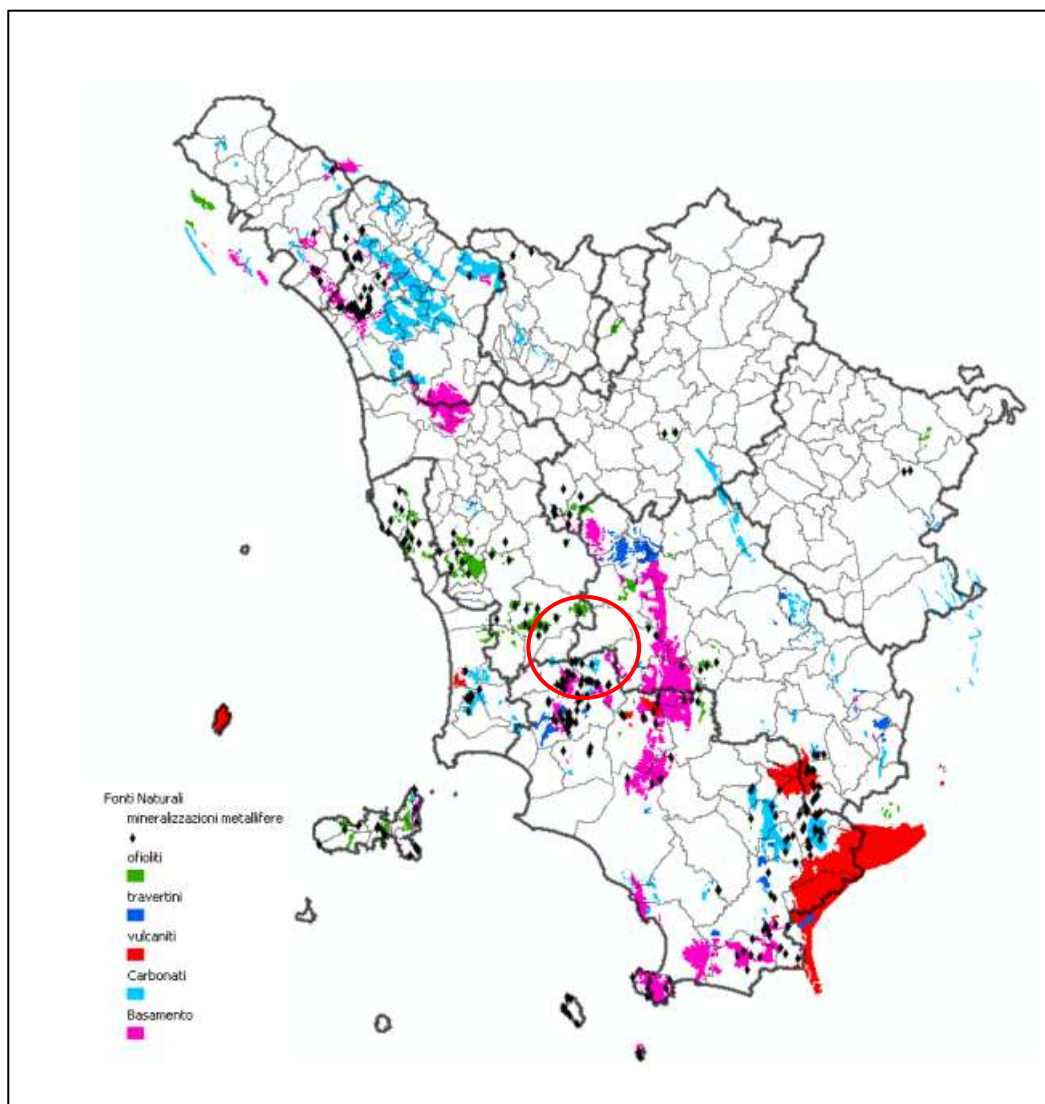 Fonti Naturali
mineralizzazioni metallifere
ofioliti
travertini
vulcaniti
Carbonati
Basamento